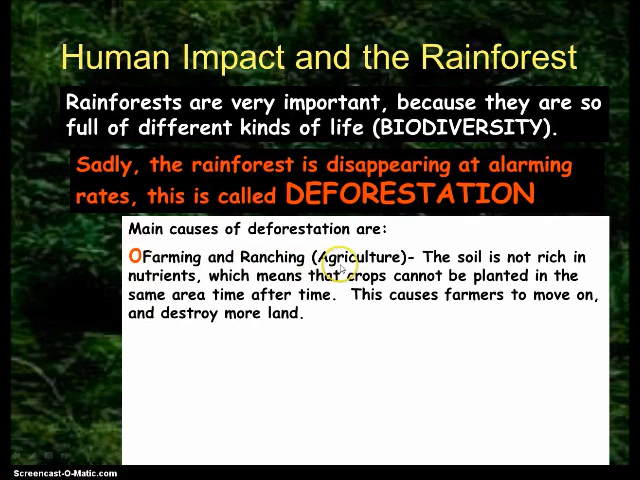 Human Impact and the Rainforest
Rainforests are very important, because they are so
full of different kinds of life (BIODIVERSITY).
Sadly, the rainforest is disappearing at alarming
rates, this is called DEFORESTATION
Main causes of deforestation are:
OFarming and Ranching (Agriculture)- The soil is not rich in
nutrients, which means that crops cannot be planted in the
same area time after time. This causes farmers to move on,
and destroy more land.
Screencast-O-Matic.com